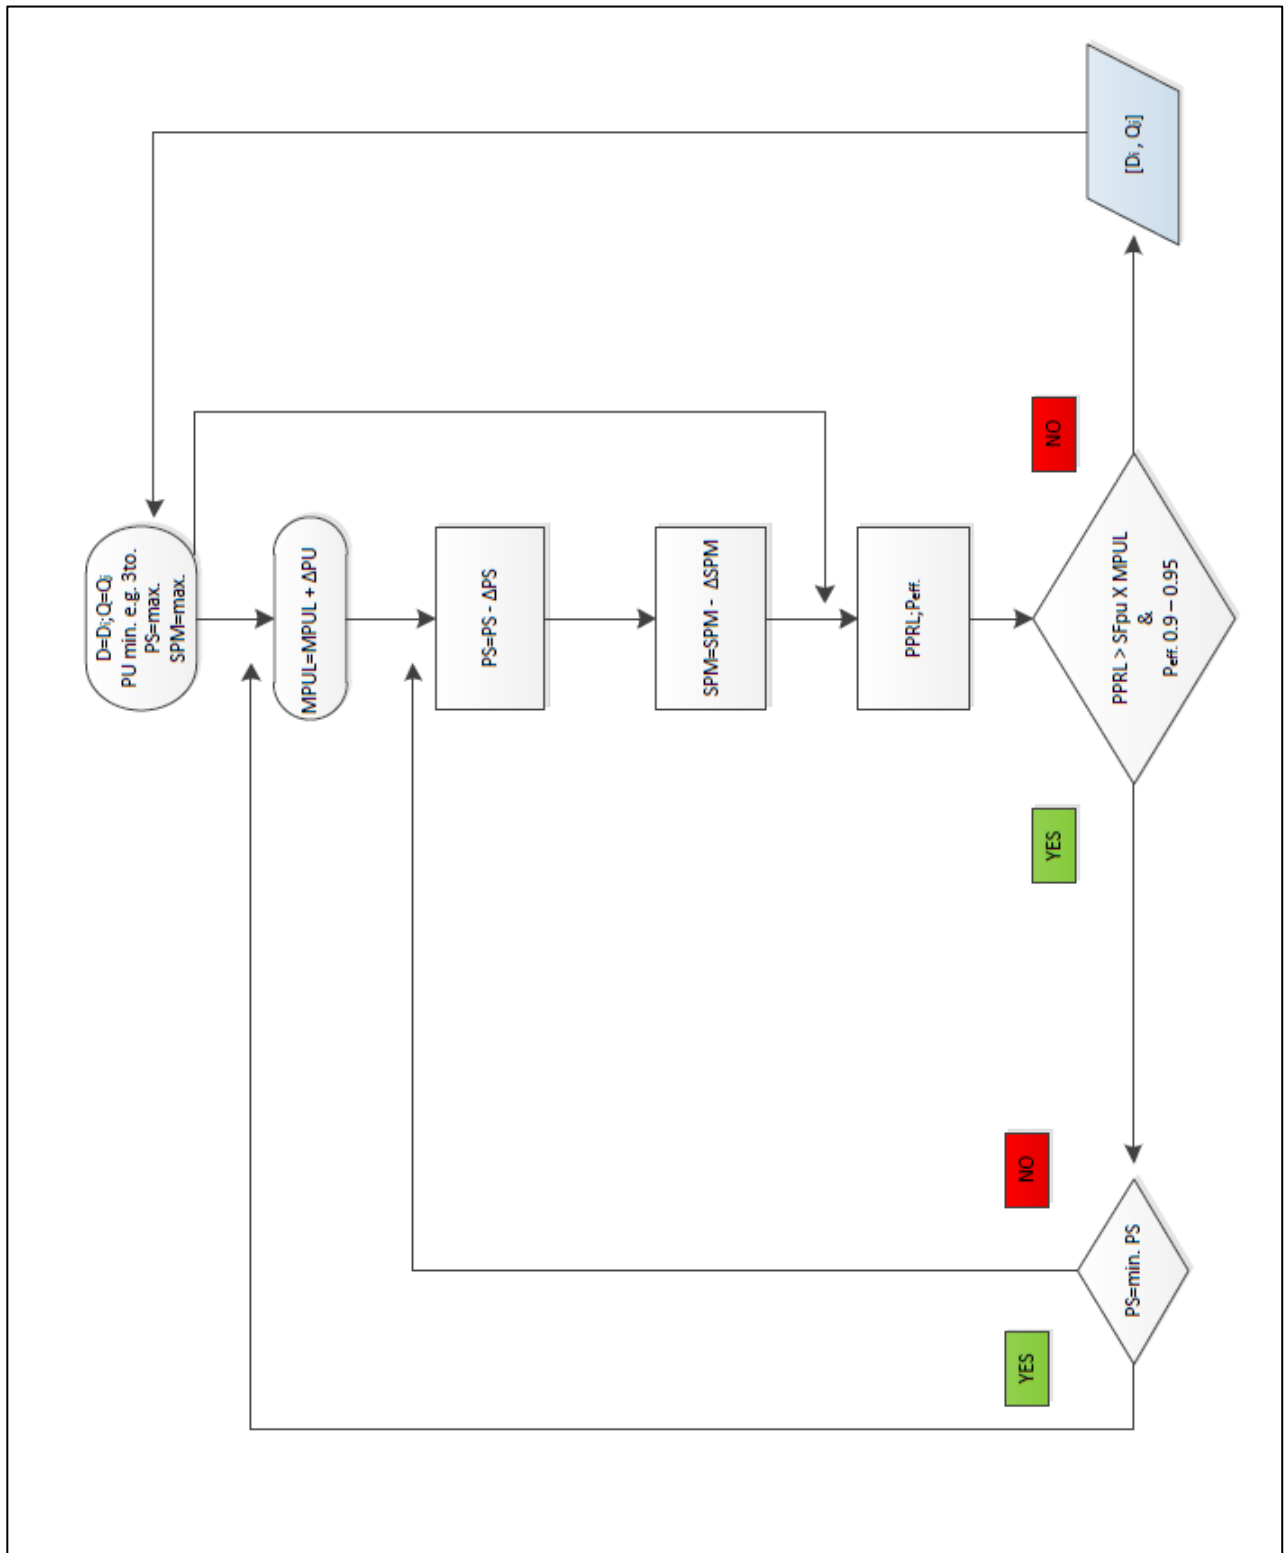 D=Di;Q=Qi
PU min. e.g. 3to.
PS=max.
SPM=max.
MPUL=MPUL + ΔPU
PS=PS - ΔPS
SPM=SPM - ΔSPM
PPRL;Peff.
PPRL > SFpu X MPUL
&
Peff. 0.9 – 0.95
NO
[Di , Qi]
YES
PS=min. PS
NO
YES